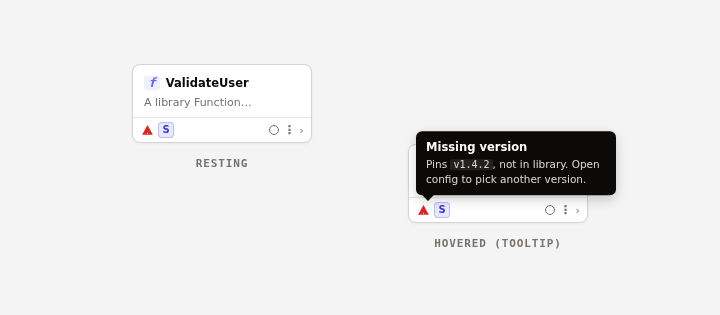 f ValidateUser
A library Function…
S
RESTING
Missing version
Pins v1.4.2, not in library. Open
config to pick another version.
S
HOVERED (TOOLTIP)